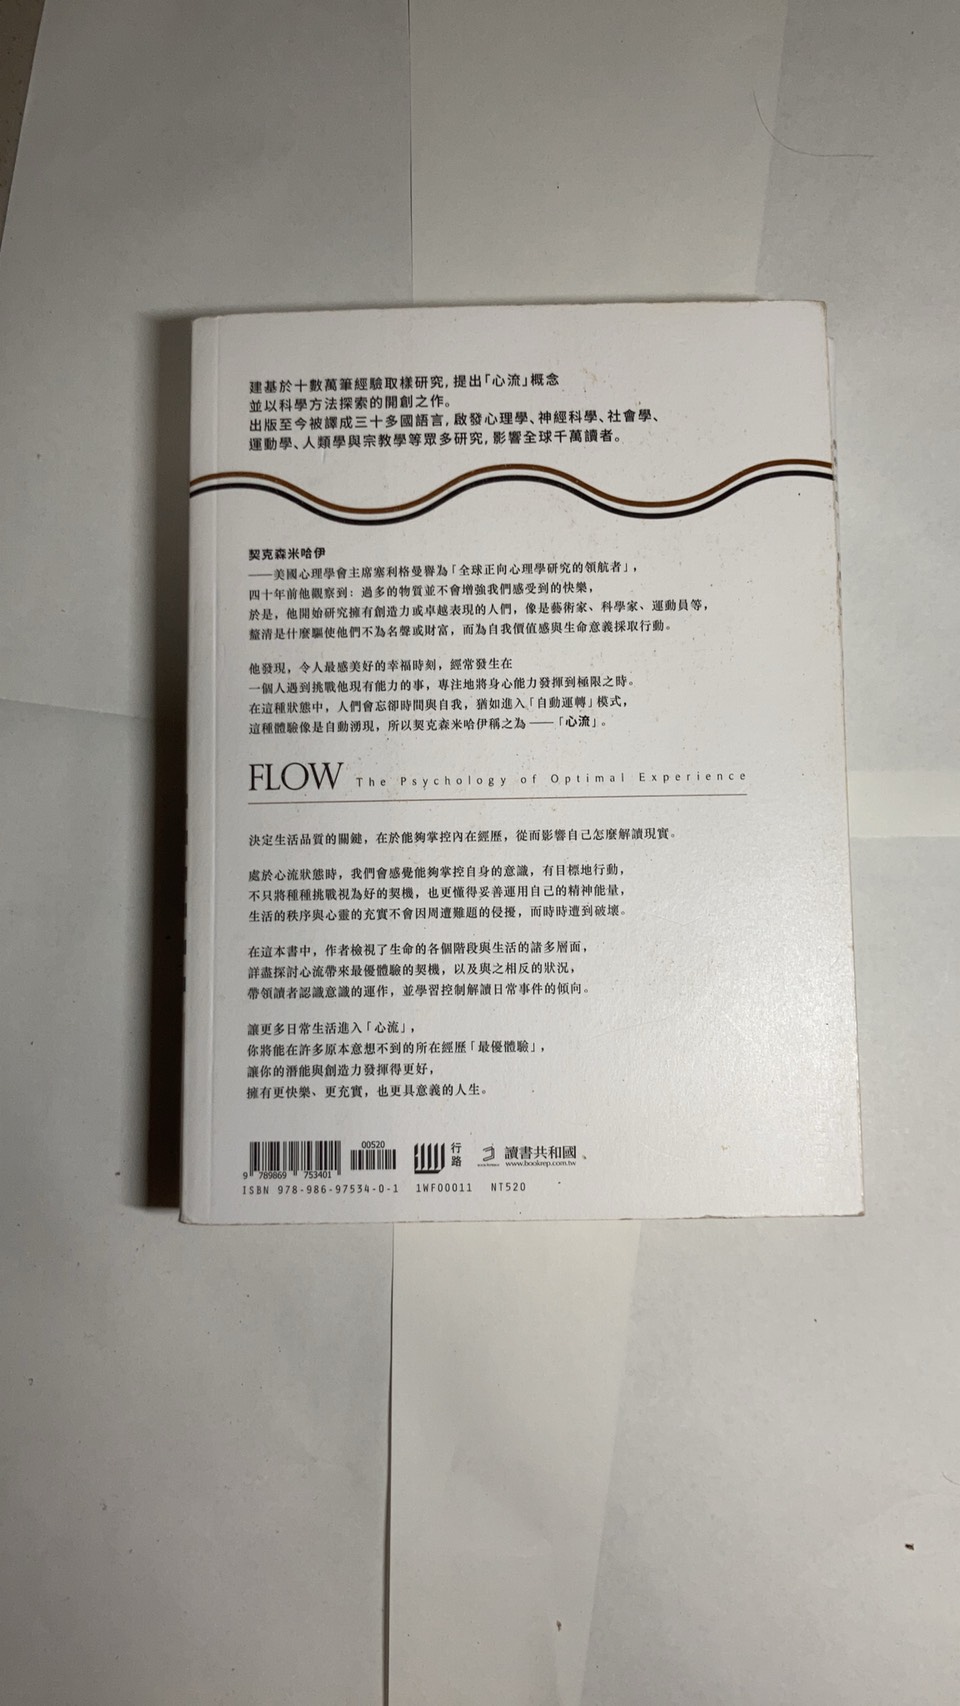 建基於十數萬筆經驗取樣研究，提出「心流」概念
並以科學方法探索的開創之作。
出版至今被譯成三十多國語言，啟發心理學、神經科學、社會學、
運動學、人類學與宗教學等眾多研究，影響全球千萬讀者。
契克森米哈伊
——美國心理學會主席塞利格曼譽為「全球正向心理學研究的領航者」，
四十年前他觀察到：過多的物質並不會增強我們感受到的快樂，
於是，他開始研究擁有創造力或卓越表現的人們，像是藝術家、科學家、運動員等，
釐清是什麼驅使他們不為名聲或財富，而為自我價值感與生命意義採取行動。
他發現，令人最感美好的幸福時刻，經常發生在
一個人遇到挑戰他現有能力的事，專注地將身心能力發揮到極限之時。
在這種狀態中，人們會忘卻時間與自我，猶如進入「自動運轉」模式，
這種體驗像是自動湧現，所以契克森米哈伊稱之為——「心流」。
FLOW The Psychology of Optimal Experience
決定生活品質的關鍵，在於能夠掌控內在經歷，從而影響自己怎麼解讀現實。
處於心流狀態時，我們會感覺能夠掌控自身的意識，有目標地行動，
不只將種種挑戰視為好的契機，也更懂得妥善運用自己的精神能量，
生活的秩序與心靈的充實不會因周遭難題的侵擾，而時時遭到破壞。
在這本書中，作者檢視了生命的各個階段與生活的諸多層面，
詳盡探討心流帶來最優體驗的契機，以及與之相反的狀況，
帶領讀者認識意識的運作，並學習控制解讀日常事件的傾向。
讓更多日常生活進入「心流」，
你將能在許多原本意想不到的所在經歷「最優體驗」，
讓你的潛能與創造力發揮得更好，
擁有更快樂、更充實，也更具意義的人生。
00520
9 789869 753401
行路
讀書共和國
www.bookrep.com.tw
ISBN 978-986-97534-0-1 1WF00011 NT520